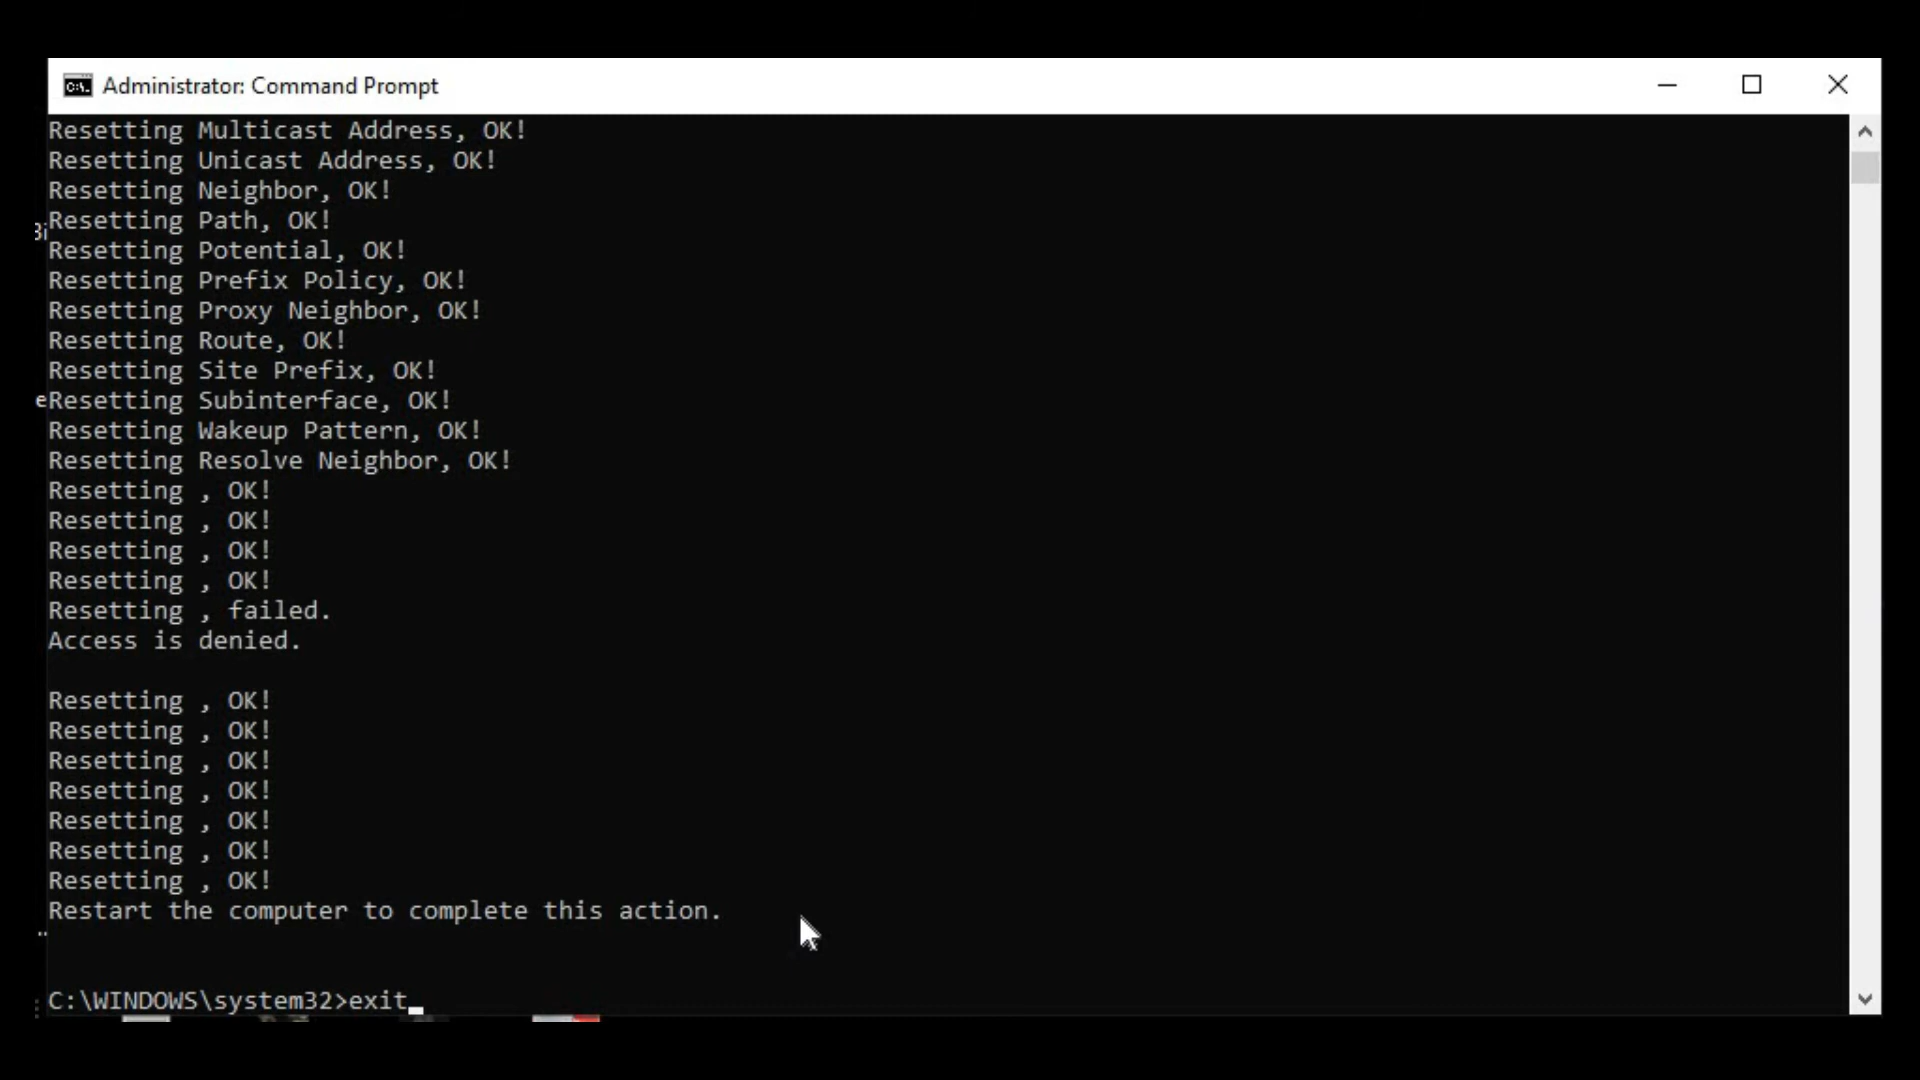 Administrator: Command Prompt
Resetting Multicast Address, OK!
Resetting Unicast Address, OK!
Resetting Neighbor, OK!
Resetting Path, OK!
Resetting Potential, OK!
Resetting Prefix Policy, OK!
Resetting Proxy Neighbor, OK!
Resetting Route, OK!
Resetting Site Prefix, OK!
Resetting Subinterface, OK!
Resetting Wakeup Pattern, OK!
Resetting Resolve Neighbor, OK!
Resetting , OK!
Resetting , OK!
Resetting , OK!
Resetting , OK!
Resetting , failed.
Access is denied.
Resetting , OK!
Resetting , OK!
Resetting , OK!
Resetting , OK!
Resetting , OK!
Resetting , OK!
Resetting , OK!
Restart the computer to complete this action.
C:\WINDOWS\system32>exit